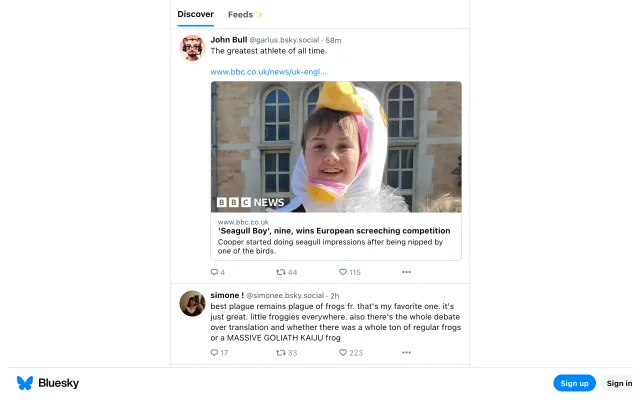 Discover
Feeds ✨
John Bull @garius.bsky.social · 58m
The greatest athlete of all time.
www.bbc.co.uk/news/uk-engl...
BBC NEWS
www.bbc.co.uk
'Seagull Boy', nine, wins European screeching competition
Cooper started doing seagull impressions after being nipped by
one of the birds.
4 44 115 •••
simone ! @simonee.bsky.social · 2h
best plague remains plague of frogs fr. that's my favorite one. it's
just great. little froggies everywhere. also there's the whole debate
over translation and whether there was a whole ton of regular frogs
or a MASSIVE GOLIATH KAIJU frog
17 33 223 •••
Bluesky
Sign up
Sign in